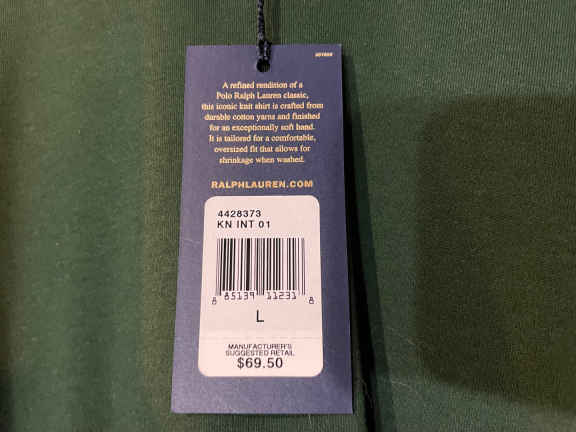 A refined rendition of a
Polo Ralph Lauren classic,
this iconic knit shirt is crafted from
durable cotton yarns and finished
for an exceptionally soft hand.
It is tailored for a comfortable,
oversized fit that allows for
shrinkage when washed.
RALPHLAUREN.COM
4428373
KN INT 01
8 85139 11231 8
L
MANUFACTURER'S
SUGGESTED RETAIL
$69.50